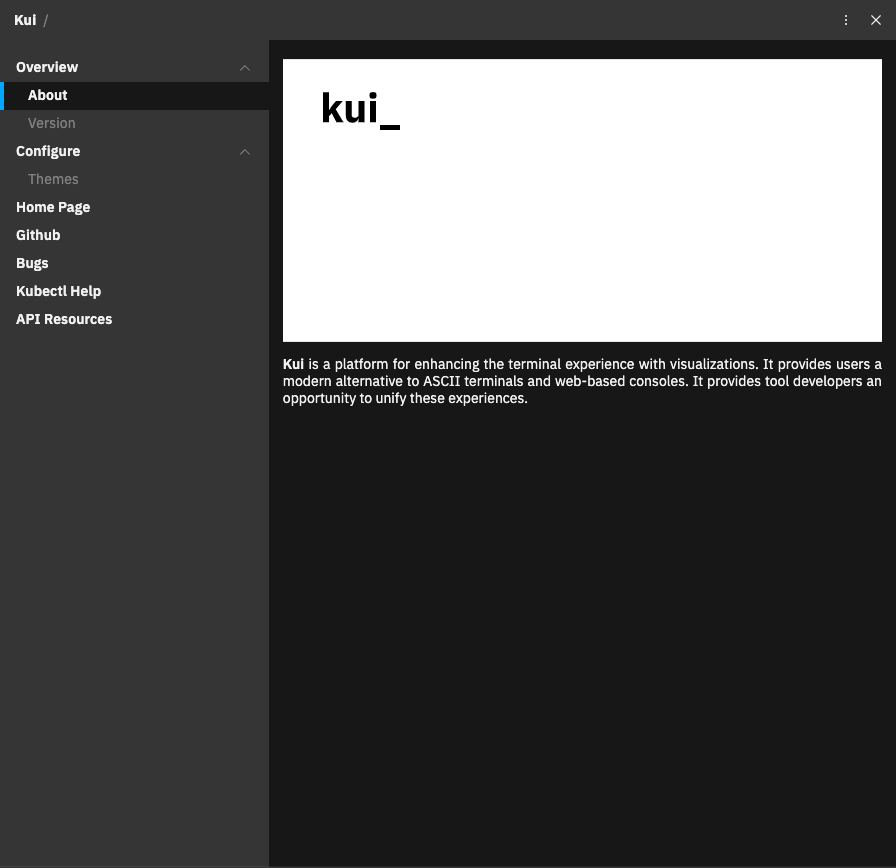 Kui /
Overview
About
Version
Configure
Themes
Home Page
Github
Bugs
Kubectl Help
API Resources
kui_
Kui is a platform for enhancing the terminal experience with visualizations. It provides users a
modern alternative to ASCII terminals and web-based consoles. It provides tool developers an
opportunity to unify these experiences.